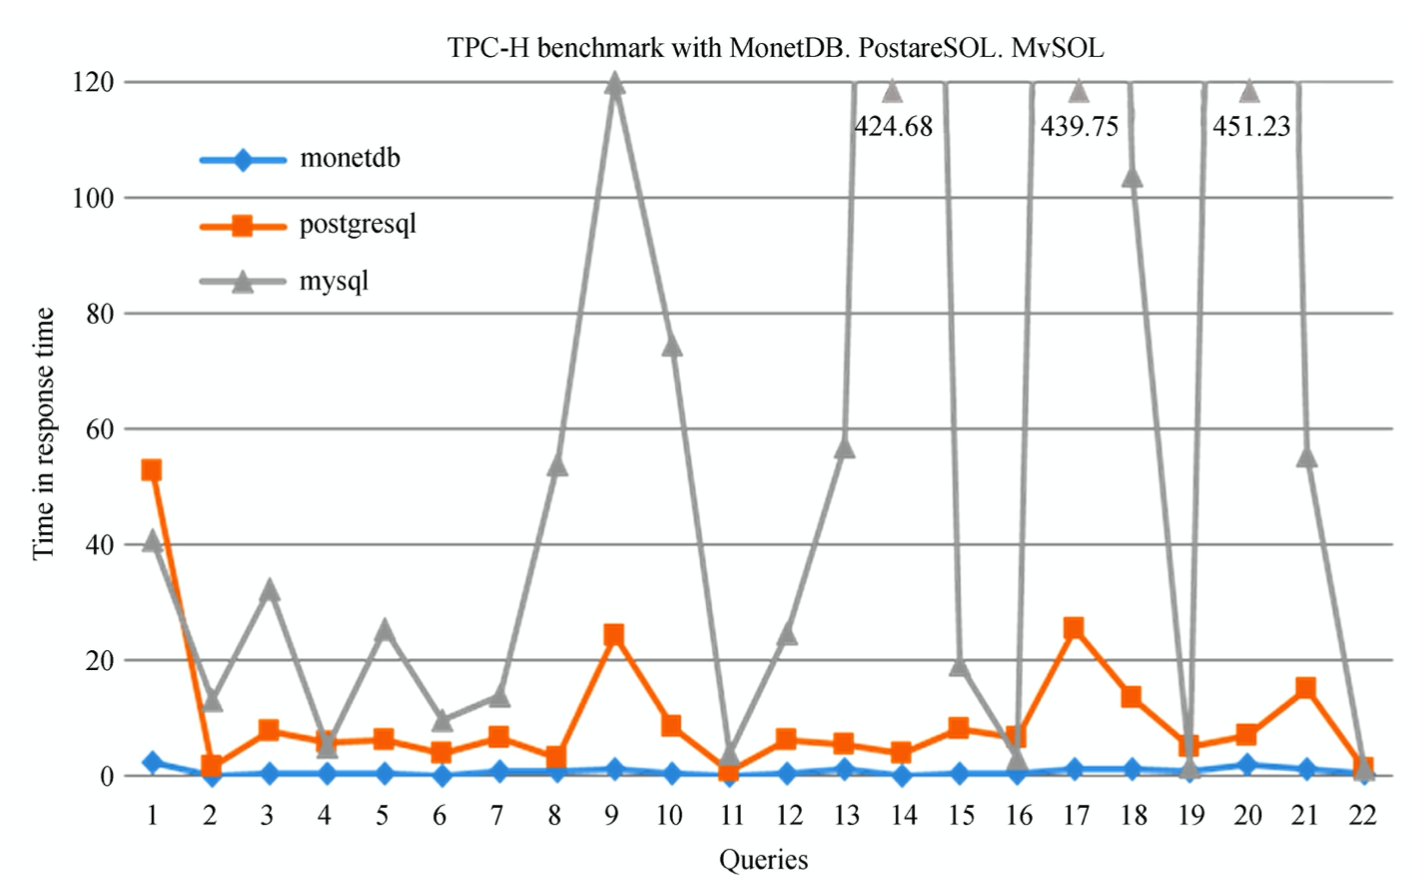 TPC-H benchmark with MonetDB. PostareSOL. MvSOL
120
100
80
60
40
20
0
Time in response time
monetdb
postgresql
mysql
424.68
439.75
451.23
1 2 3 4 5 6 7 8 9 10 11 12 13 14 15 16 17 18 19 20 21 22
Queries